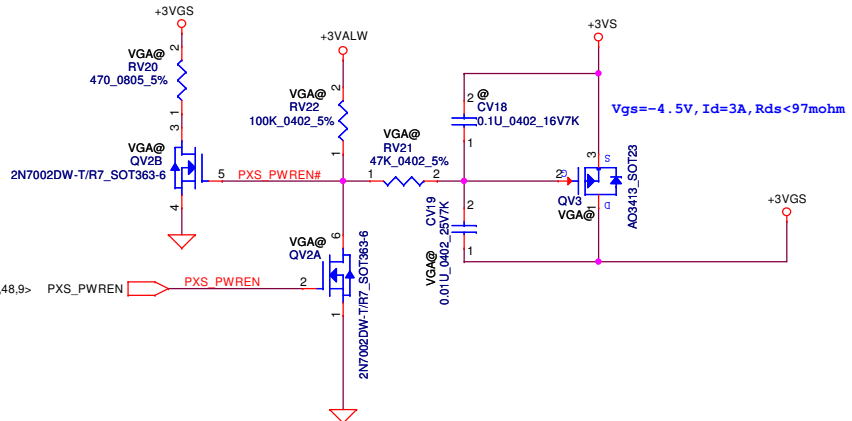 +3VGS
2
VGA@
RV20
470_0805_5%
1
3
VGA@
QV2B
2N7002DW-T/R7_SOT363-6
5
PXS_PWREN#
4
+3VALW
2
VGA@
RV22
100K_0402_5%
1
VGA@
RV21
47K_0402_5%
1
2
6
VGA@
QV2A
2
1
2N7002DW-T/R7_SOT363-6
,48,9>
PXS_PWREN
PXS_PWREN
+3VS
2
@
CV18
0.1U_0402_16V7K
1
Vgs=-4.5V,Id=3A,Rds<97mohm
2
G
3
S
QV3
VGA@
1
D
AO3413_SOT23
CV19
2
1
VGA@
0.01U_0402_25V7K
+3VGS